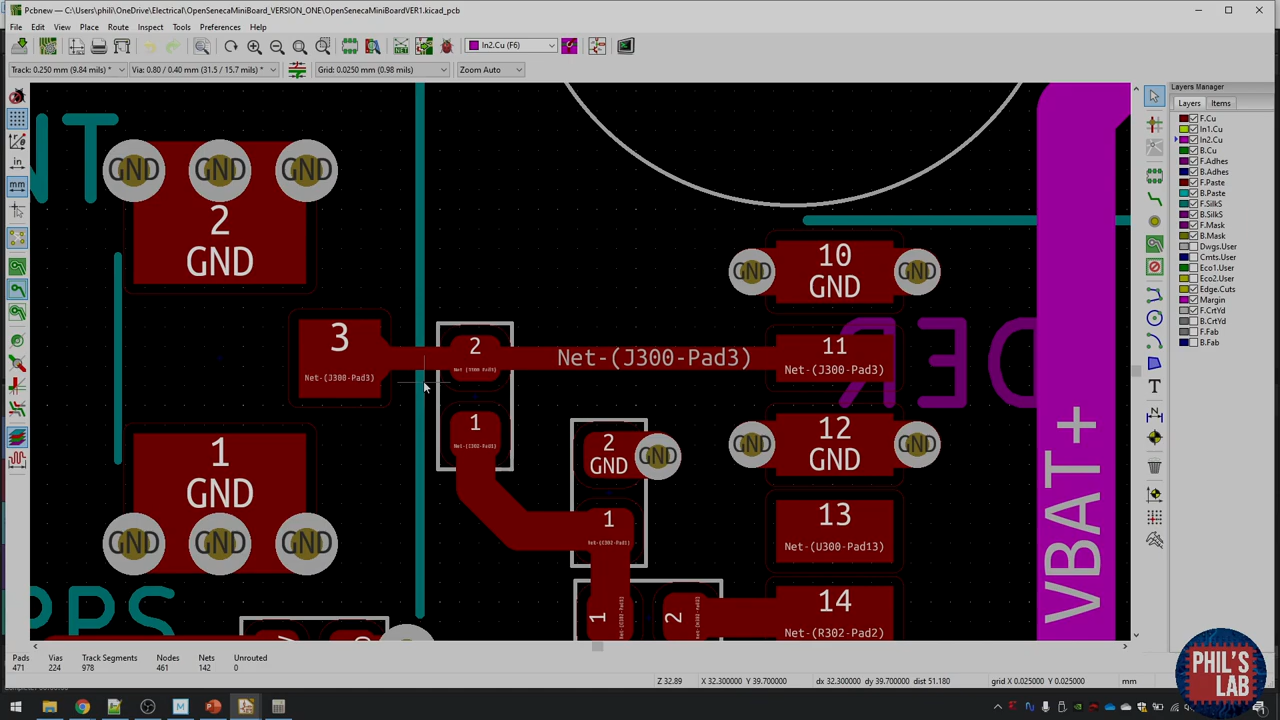 Pcbnew — C:\Users\phili\OneDrive\Electrical\OpenSenecaMiniBoard_VERSION_ONE\OpenSenecaMiniBoardVER1.kicad_pcb
File Edit View Place Route Inspect Tools Preferences Help
In2.Cu (F6)
Track: 0.250 mm (9.84 mils) *
Via: 0.80 / 0.40 mm (31.5 / 15.7 mils) *
Grid: 0.0250 mm (0.98 mils)
Zoom Auto
Layers Manager
Layers Items
F.Cu
In1.Cu
In2.Cu
B.Cu
F.Adhes
B.Adhes
F.Paste
B.Paste
F.SilkS
B.SilkS
F.Mask
B.Mask
Dwgs.User
Cmts.User
Eco1.User
Eco2.User
Edge.Cuts
Margin
B.CrtYd
F.CrtYd
F.Fab
B.Fab
in
mm
T
NT
GND GND GND
2
GND
3
Net-(J300-Pad3)
1
GND
GND GND GND
PPS
2
1
Net-(J300-Pad3)
2
GND
GND
1
1
2
GND
10
GND
GND
11
Net-(J300-Pad3)
GND
12
GND
GND
13
Net-(U300-Pad13)
14
Net-(R302-Pad2)
DER
VBAT+
Pads Vias Track Segments Nodes Nets Unrouted
471 224 978 461 142 0
Z 32.89
X 32.300000 Y 39.700000
dx 32.300000 dy 39.700000 dist 51.180
grid X 0.025000 Y 0.025000
mm
PHIL'S
LAB